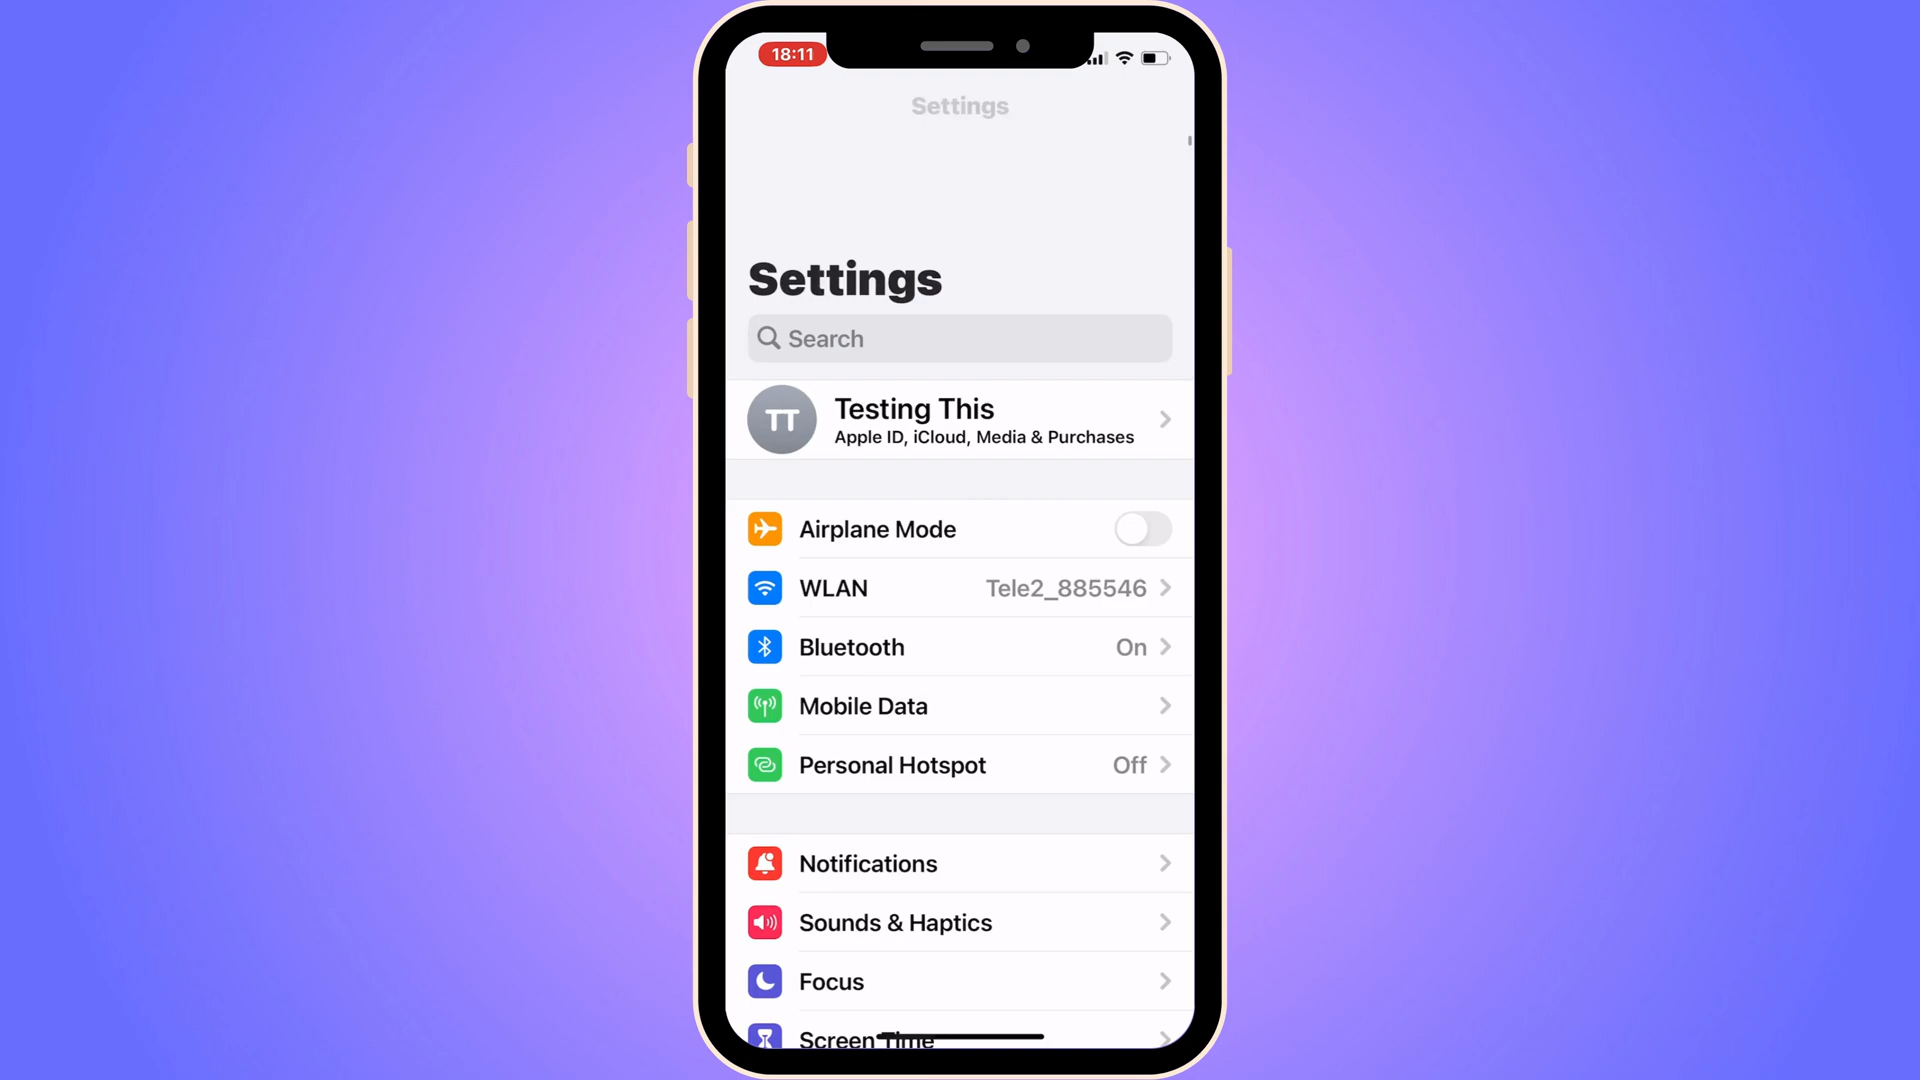 18:11
Settings
Settings
Search
TT
Testing This
Apple ID, iCloud, Media & Purchases
Airplane Mode
WLAN Tele2_885546
Bluetooth On
Mobile Data
Personal Hotspot Off
Notifications
Sounds & Haptics
Focus
Screen Time